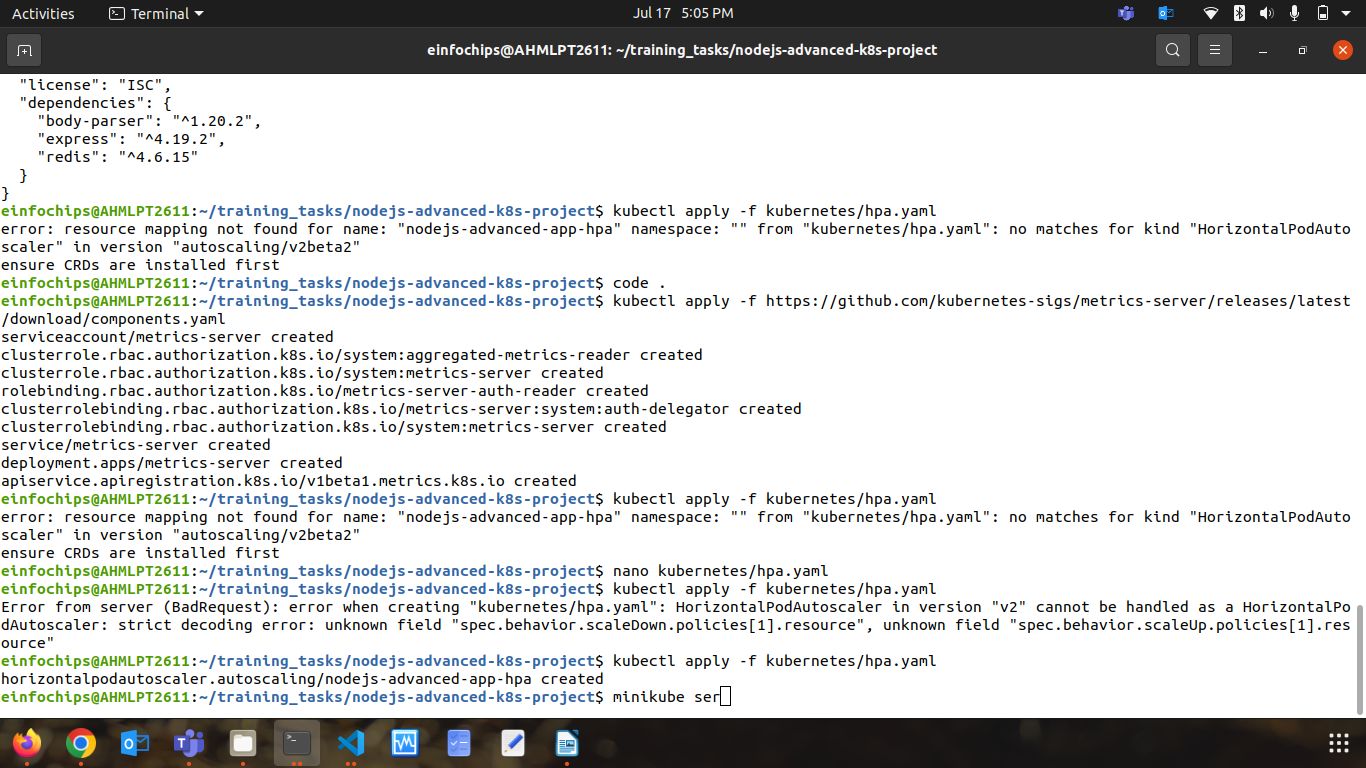 Activities
Terminal
Jul 17 5:05 PM
einfochips@AHMLPT2611: ~/training_tasks/nodejs-advanced-k8s-project
  "license": "ISC",
  "dependencies": {
    "body-parser": "^1.20.2",
    "express": "^4.19.2",
    "redis": "^4.6.15"
  }
}
einfochips@AHMLPT2611:~/training_tasks/nodejs-advanced-k8s-project$ kubectl apply -f kubernetes/hpa.yaml
error: resource mapping not found for name: "nodejs-advanced-app-hpa" namespace: "" from "kubernetes/hpa.yaml": no matches for kind "HorizontalPodAuto
scaler" in version "autoscaling/v2beta2"
ensure CRDs are installed first
einfochips@AHMLPT2611:~/training_tasks/nodejs-advanced-k8s-project$ code .
einfochips@AHMLPT2611:~/training_tasks/nodejs-advanced-k8s-project$ kubectl apply -f https://github.com/kubernetes-sigs/metrics-server/releases/latest
/download/components.yaml
serviceaccount/metrics-server created
clusterrole.rbac.authorization.k8s.io/system:aggregated-metrics-reader created
clusterrole.rbac.authorization.k8s.io/system:metrics-server created
rolebinding.rbac.authorization.k8s.io/metrics-server-auth-reader created
clusterrolebinding.rbac.authorization.k8s.io/metrics-server:system:auth-delegator created
clusterrolebinding.rbac.authorization.k8s.io/system:metrics-server created
service/metrics-server created
deployment.apps/metrics-server created
apiservice.apiregistration.k8s.io/v1beta1.metrics.k8s.io created
einfochips@AHMLPT2611:~/training_tasks/nodejs-advanced-k8s-project$ kubectl apply -f kubernetes/hpa.yaml
error: resource mapping not found for name: "nodejs-advanced-app-hpa" namespace: "" from "kubernetes/hpa.yaml": no matches for kind "HorizontalPodAuto
scaler" in version "autoscaling/v2beta2"
ensure CRDs are installed first
einfochips@AHMLPT2611:~/training_tasks/nodejs-advanced-k8s-project$ nano kubernetes/hpa.yaml
einfochips@AHMLPT2611:~/training_tasks/nodejs-advanced-k8s-project$ kubectl apply -f kubernetes/hpa.yaml
Error from server (BadRequest): error when creating "kubernetes/hpa.yaml": HorizontalPodAutoscaler in version "v2" cannot be handled as a HorizontalPo
dAutoscaler: strict decoding error: unknown field "spec.behavior.scaleDown.policies[1].resource", unknown field "spec.behavior.scaleUp.policies[1].res
ource"
einfochips@AHMLPT2611:~/training_tasks/nodejs-advanced-k8s-project$ kubectl apply -f kubernetes/hpa.yaml
horizontalpodautoscaler.autoscaling/nodejs-advanced-app-hpa created
einfochips@AHMLPT2611:~/training_tasks/nodejs-advanced-k8s-project$ minikube ser